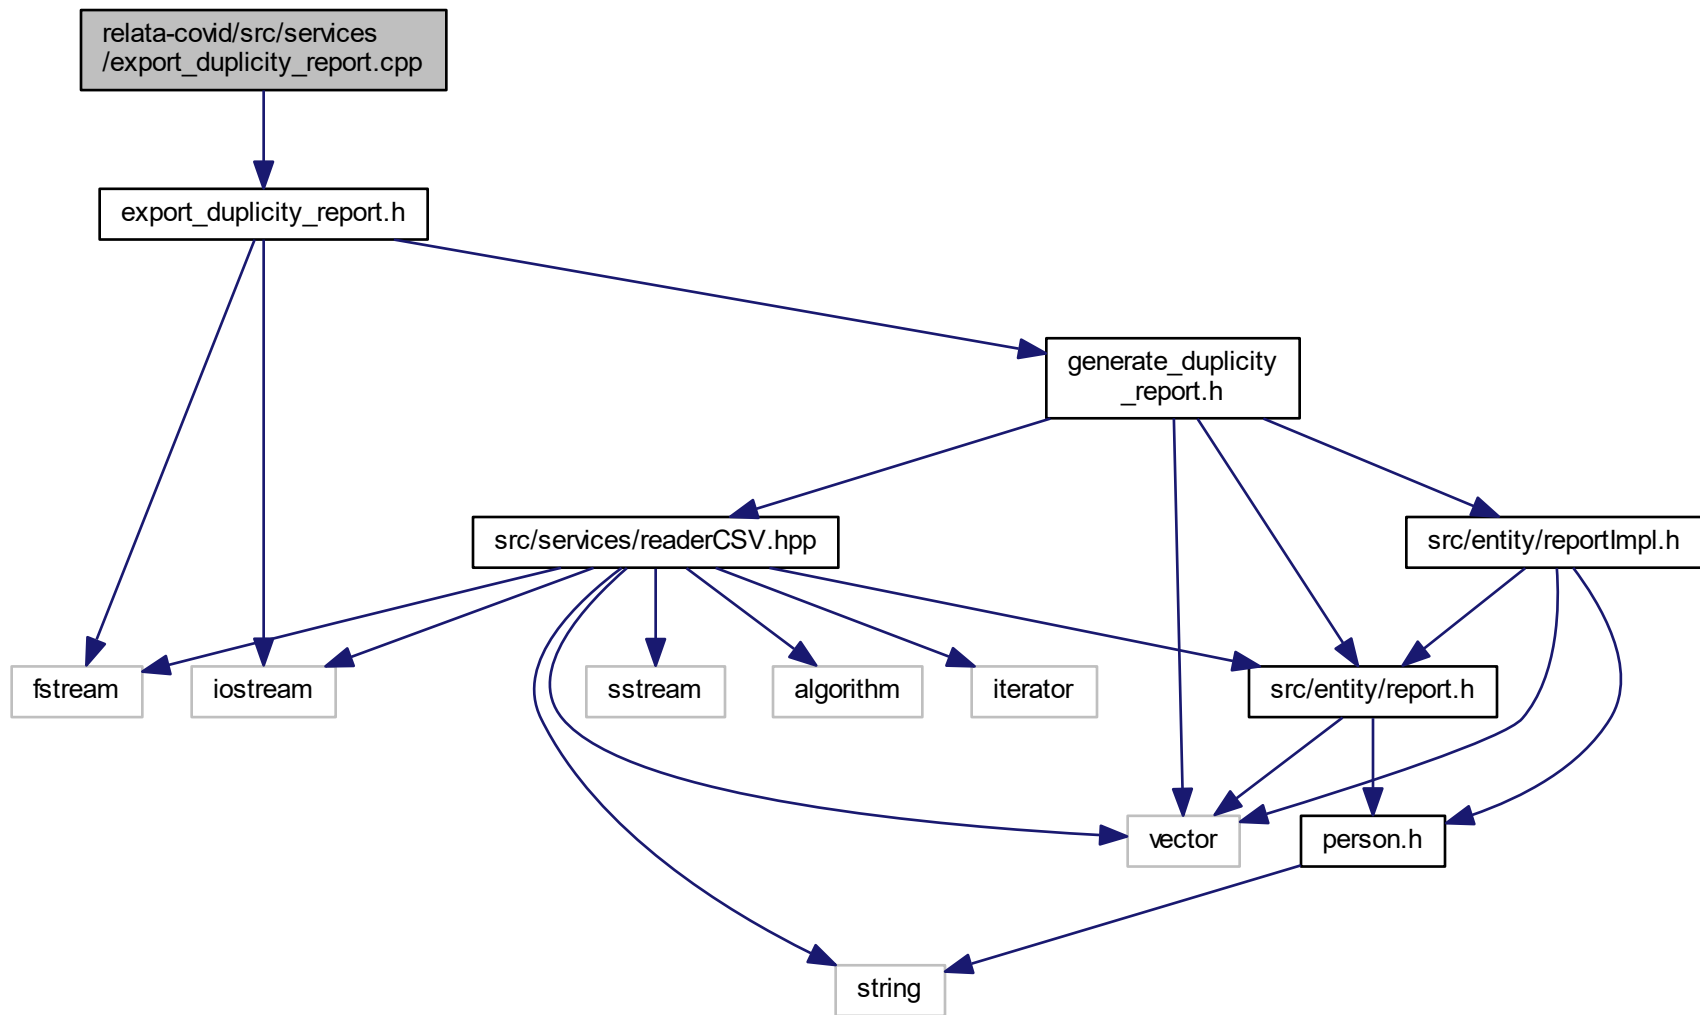 relata-covid/src/services
/export_duplicity_report.cpp
export_duplicity_report.h
generate_duplicity
_report.h
src/services/readerCSV.hpp
src/entity/reportImpl.h
fstream
iostream
sstream
algorithm
iterator
src/entity/report.h
vector
person.h
string